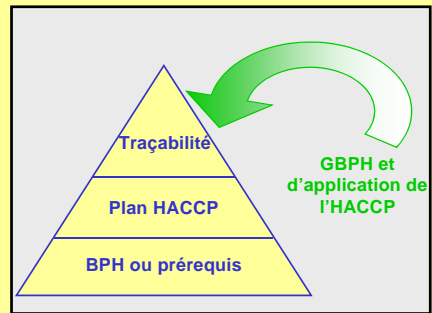 Traçabilité
Plan HACCP
BPH ou prérequis
GBPH et
d'application de
l'HACCP